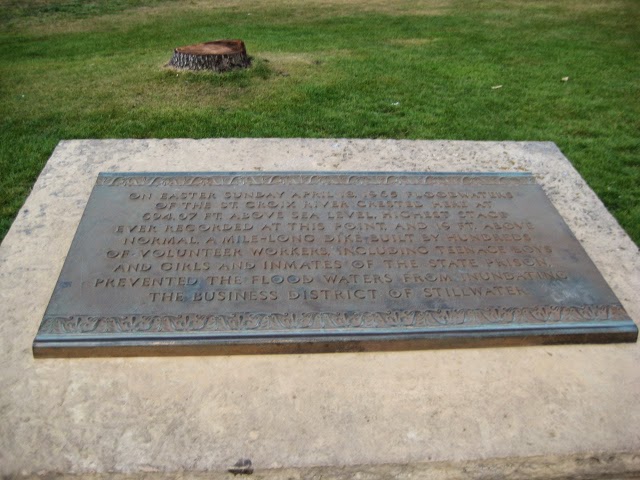 ON EASTER SUNDAY APRIL 18, 1965 FLOODWATERS
OF THE ST. CROIX RIVER CRESTED HERE AT
694.07 FT. ABOVE SEA LEVEL, HIGHEST STAGE
EVER RECORDED AT THIS POINT, AND 19 FT. ABOVE
NORMAL. A MILE-LONG DIKE BUILT BY HUNDREDS
OF VOLUNTEER WORKERS, INCLUDING TEENAGE BOYS
AND GIRLS AND INMATES OF THE STATE PRISON,
PREVENTED THE FLOOD WATERS FROM INUNDATING
THE BUSINESS DISTRICT OF STILLWATER